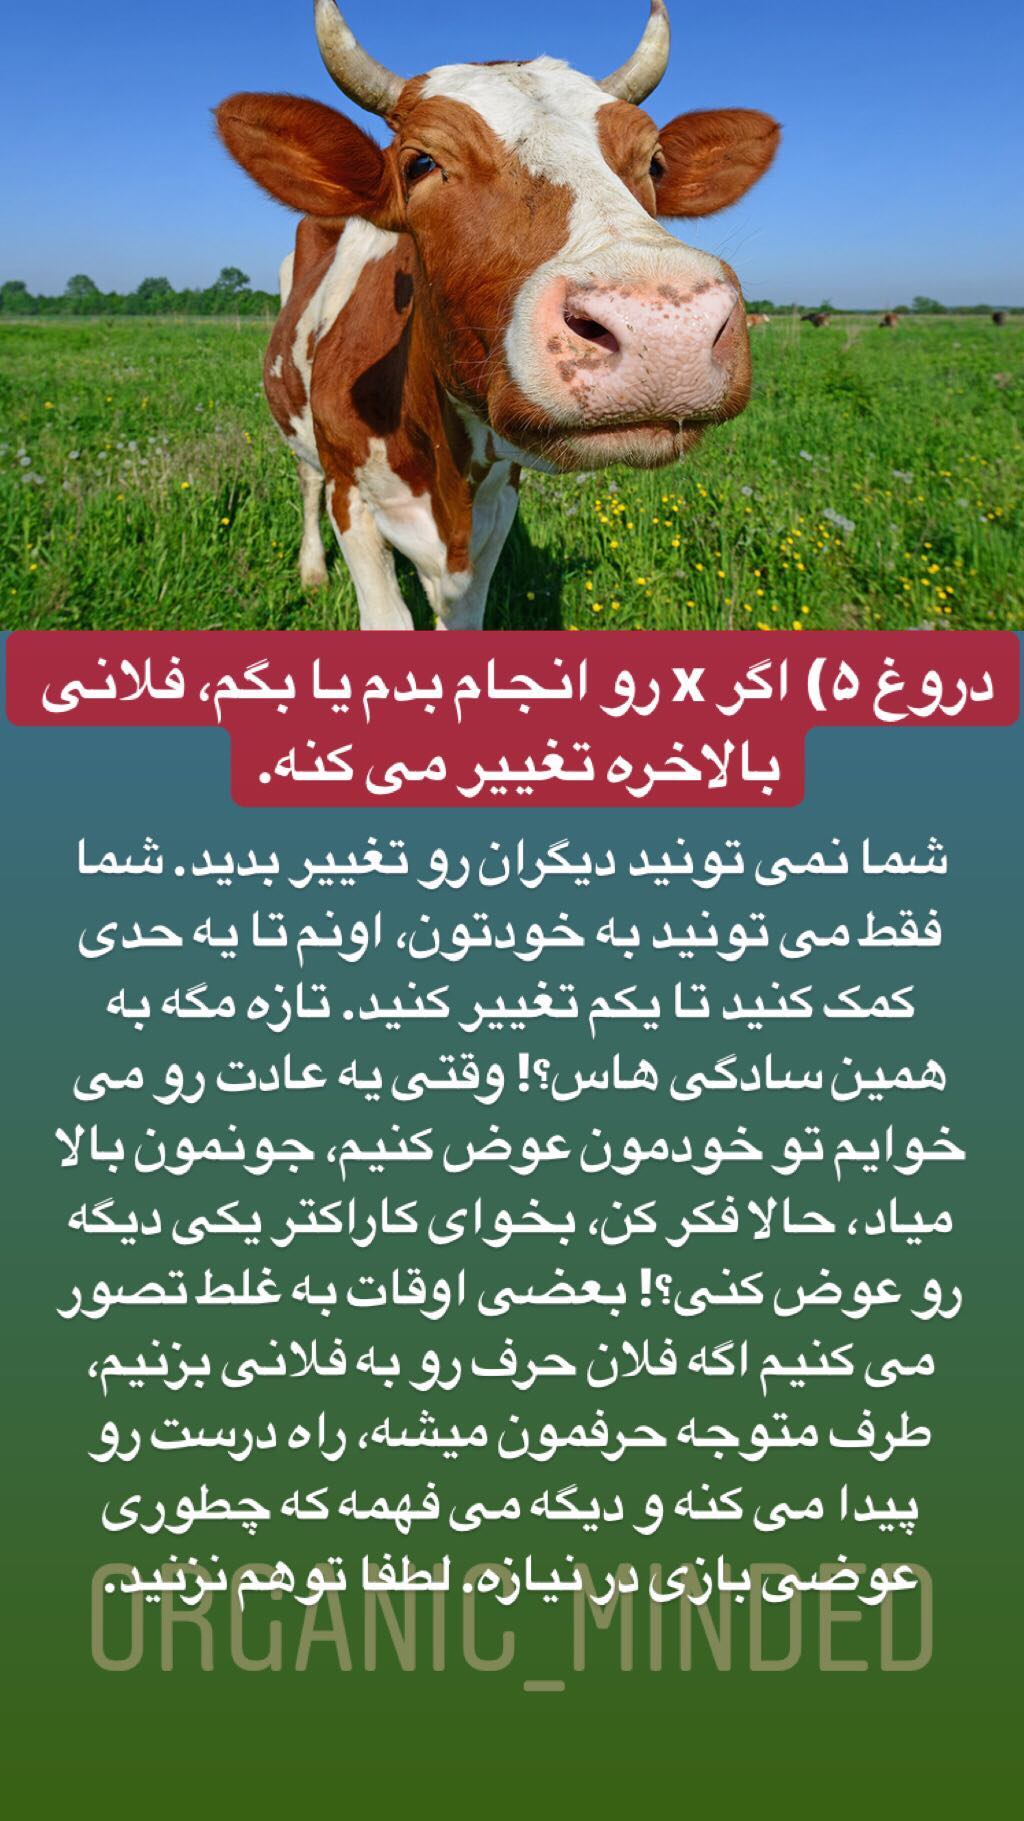 دروغ ۵) اگر x رو انجام بدم یا بگم، فلانی
بالاخره تغییر می کنه.
شما نمی تونید دیگران رو تغییر بدید. شما
فقط می تونید به خودتون، اونم تا یه حدی
کمک کنید تا یکم تغییر کنید. تازه مگه به
همین سادگی هاس؟! وقتی یه عادت رو می
خوایم تو خودمون عوض کنیم، جونمون بالا
میاد، حالا فکر کن، بخوای کاراکتر یکی دیگه
رو عوض کنی؟! بعضی اوقات به غلط تصور
می کنیم اگه فلان حرف رو به فلانی بزنیم،
طرف متوجه حرفمون میشه، راه درست رو
پیدا می کنه و دیگه می فهمه که چطوری
عوضی بازی در نیازه. لطفا توهم نزنید.
ORGANIC_MINDED